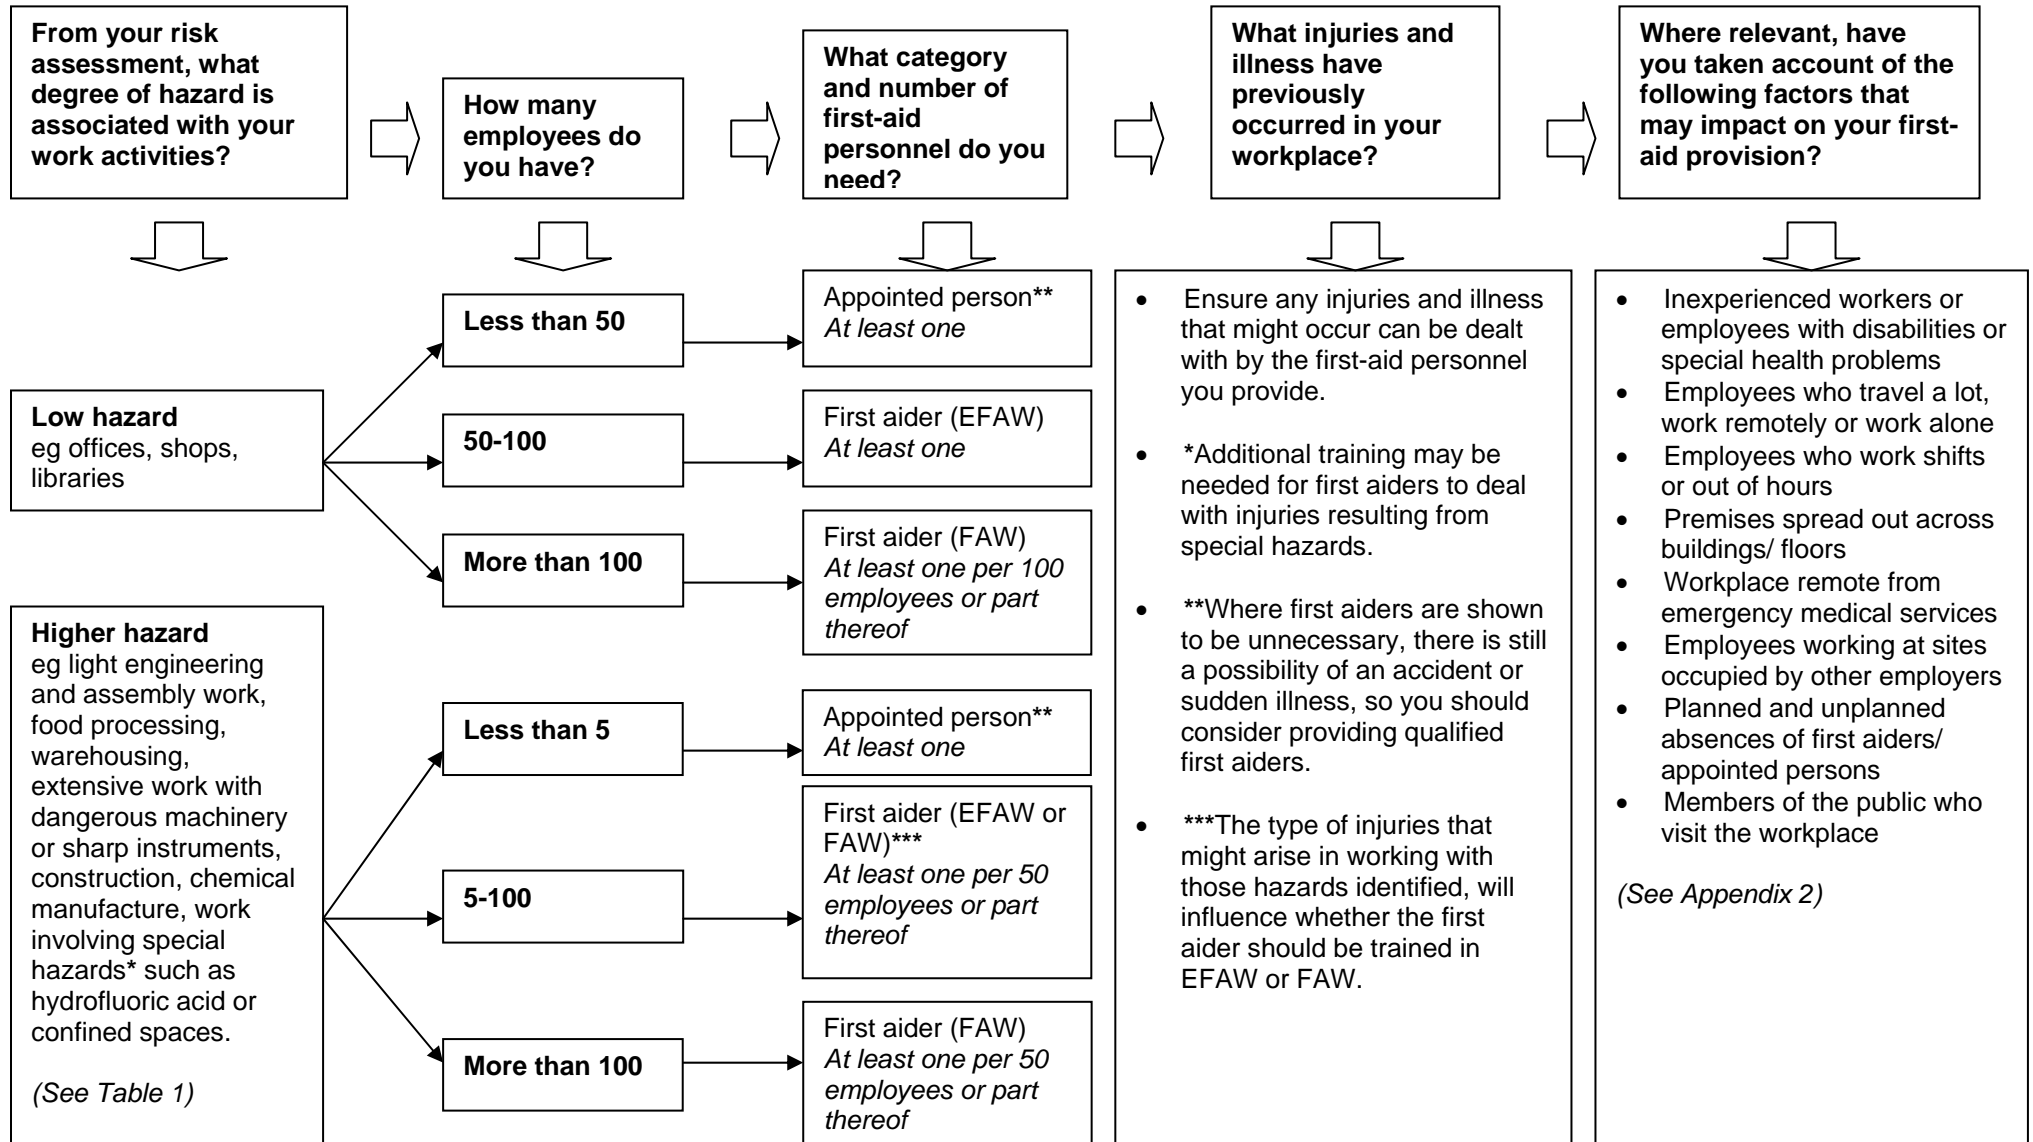 From your risk
assessment, what
degree of hazard is
associated with your
work activities?
How many
employees do
you have?
What category
and number of
first-aid
personnel do you
need?
What injuries and
illness have
previously
occurred in your
workplace?
Where relevant, have
you taken account of the
following factors that
may impact on your first-
aid provision?
Low hazard
eg offices, shops,
libraries
Less than 50
Appointed person**
At least one
50-100
First aider (EFAW)
At least one
More than 100
First aider (FAW)
At least one per 100
employees or part
thereof
Higher hazard
eg light engineering
and assembly work,
food processing,
warehousing,
extensive work with
dangerous machinery
or sharp instruments,
construction, chemical
manufacture, work
involving special
hazards* such as
hydrofluoric acid or
confined spaces.
(See Table 1)
Less than 5
Appointed person**
At least one
5-100
First aider (EFAW or
FAW)***
At least one per 50
employees or part
thereof
More than 100
First aider (FAW)
At least one per 50
employees or part
thereof
• Ensure any injuries and illness
that might occur can be dealt
with by the first-aid personnel
you provide.
• *Additional training may be
needed for first aiders to deal
with injuries resulting from
special hazards.
• **Where first aiders are shown
to be unnecessary, there is still
a possibility of an accident or
sudden illness, so you should
consider providing qualified
first aiders.
• ***The type of injuries that
might arise in working with
those hazards identified, will
influence whether the first
aider should be trained in
EFAW or FAW.
• Inexperienced workers or
employees with disabilities or
special health problems
• Employees who travel a lot,
work remotely or work alone
• Employees who work shifts
or out of hours
• Premises spread out across
buildings/ floors
• Workplace remote from
emergency medical services
• Employees working at sites
occupied by other employers
• Planned and unplanned
absences of first aiders/
appointed persons
• Members of the public who
visit the workplace
(See Appendix 2)